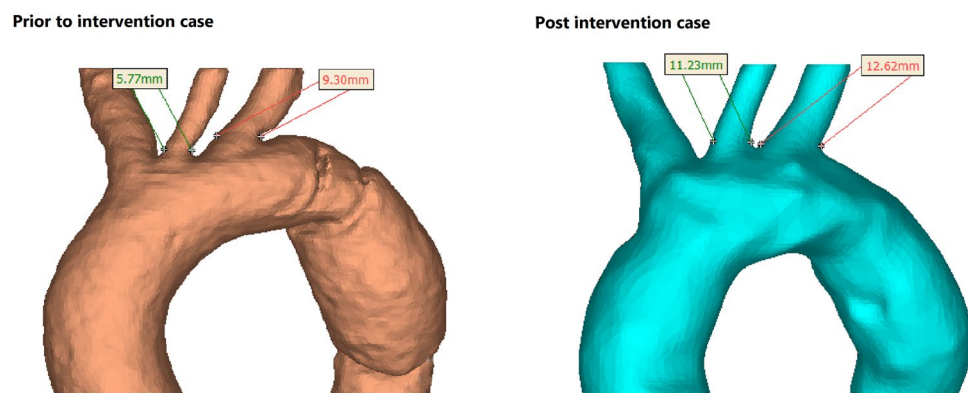 Prior to intervention case
Post intervention case
5.77mm
9.30mm
11.23mm
12.62mm